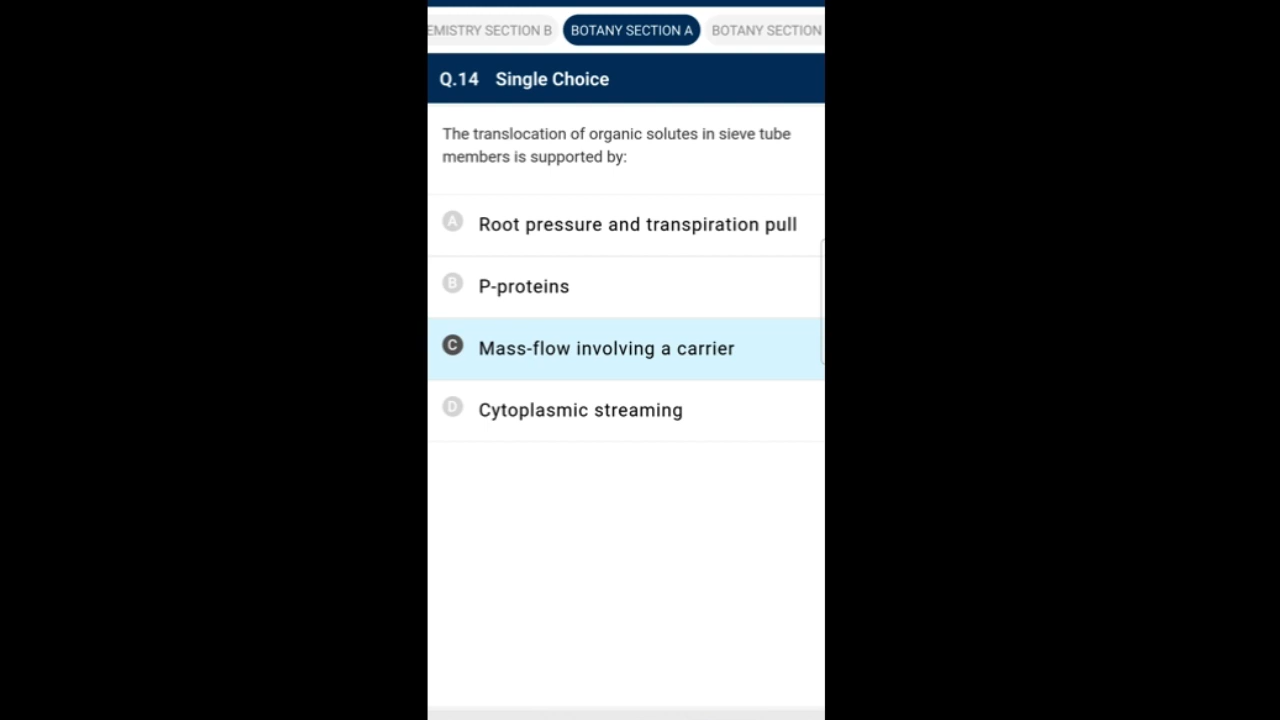 EMISTRY SECTION B BOTANY SECTION A BOTANY SECTION
Q.14 Single Choice
The translocation of organic solutes in sieve tube
members is supported by:
A Root pressure and transpiration pull
B P-proteins
C Mass-flow involving a carrier
D Cytoplasmic streaming